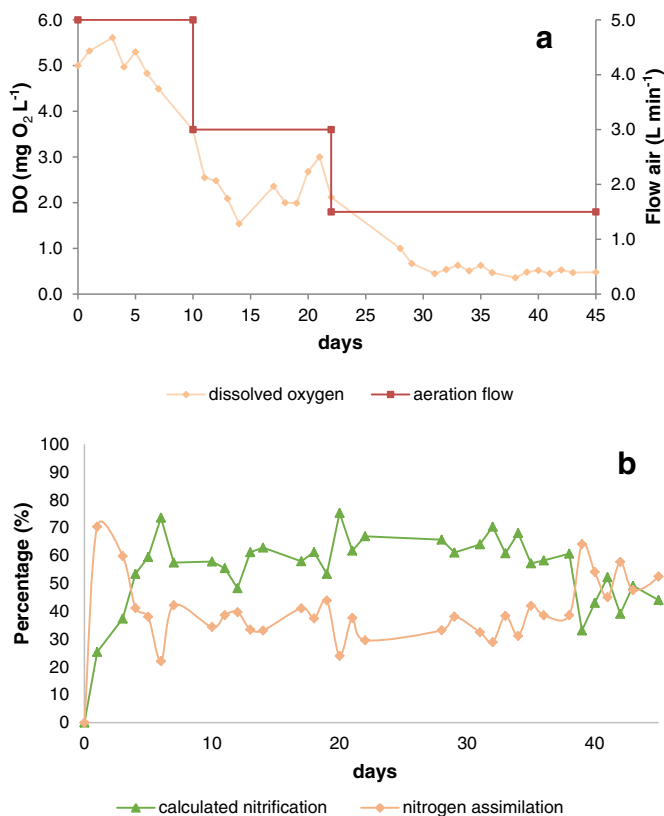 a
6.0 5.0 4.0 3.0 2.0 1.0 0.0
DO (mg O₂ L⁻¹)
5.0 4.0 3.0 2.0 1.0 0.0
Flow air (L min⁻¹)
0 5 10 15 20 25 30 35 40 45
days
dissolved oxygen aeration flow
b
100 90 80 70 60 50 40 30 20 10 0
Percentage (%)
0 10 20 30 40
days
calculated nitrification nitrogen assimilation